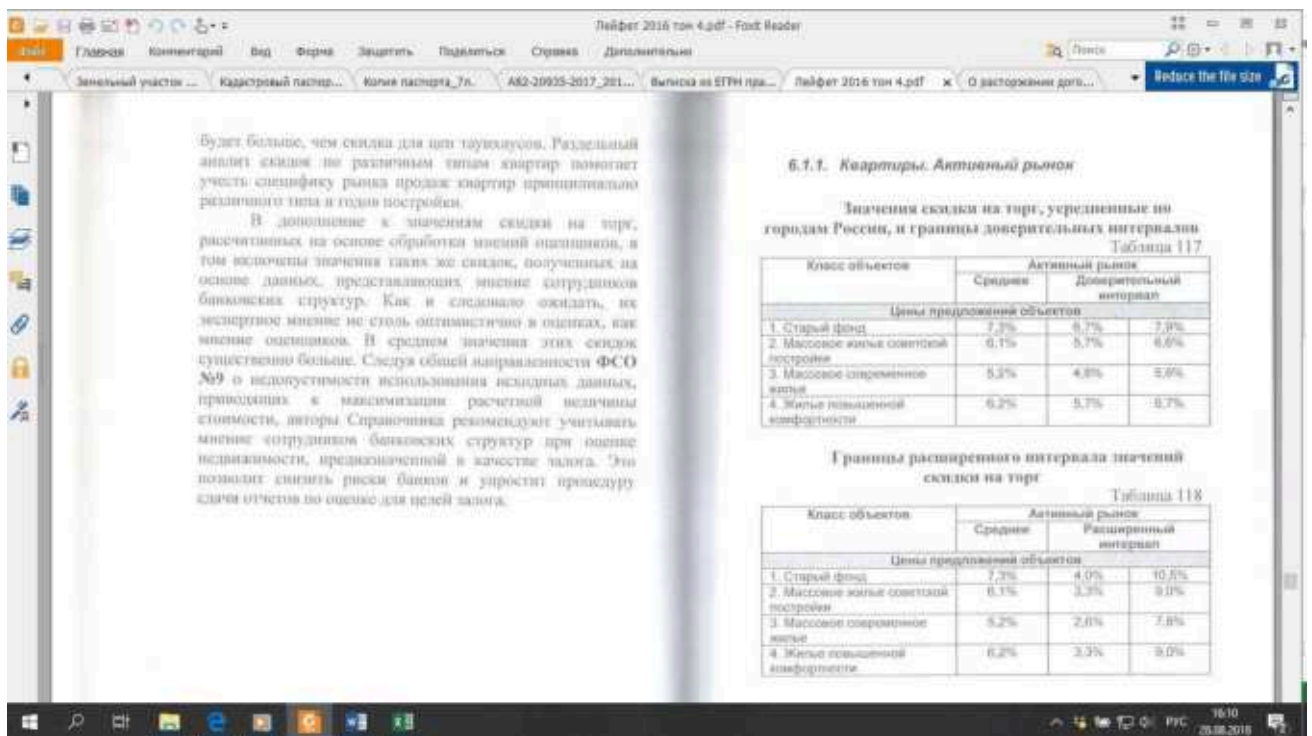 Лейфет 2016 том 4.pdf - Foxit Reader
Файл Главная Комментарий Вид Форма Защитить Поделиться Справка Дополнительно Поиск
Земельный участок ... Кадастровый паспор... Копия паспорта_7л. А82-20935-2017_201... Выписка из ЕГРН пра... Лейфет 2016 том 4.pdf x О расторжении дого... Reduce the file size
будет больше, чем скидка для цен таунхаусов. Раздельный
анализ скидок по различным типам квартир помогает
учесть специфику рынка продаж квартир принципиально
различного типа и годов постройки.
В дополнение к значениям скидки на торг,
рассчитанных на основе обработки мнений оценщиков, в
том включены значения таких же скидок, полученных на
основе данных, представляющих мнение сотрудников
банковских структур. Как и следовало ожидать, их
экспертное мнение не столь оптимистично в оценках, как
мнение оценщиков. В среднем значения этих скидок
существенно больше. Следуя общей направленности ФСО
№9 о недопустимости использования исходных данных,
приводящих к максимизации расчетной величины
стоимости, авторы Справочника рекомендуют учитывать
мнение сотрудников банковских структур при оценке
недвижимости, предназначенной в качестве залога. Это
позволит снизить риски банков и упростит процедуру
сдачи отчетов по оценке для целей залога.
6.1.1. Квартиры. Активный рынок
Значения скидки на торг, усредненные по
городам России, и границы доверительных интервалов
Таблица 117
Класс объектов Активный рынок
Среднее Доверительный
интервал
Цены предложений объектов
1. Старый фонд 7,3% 6,7% 7,9%
2. Массовое жилье советской 6,1% 5,7% 6,6%
постройки
3. Массовое современное 5,2% 4,8% 5,6%
жилье
4. Жилье повышенной 6,2% 5,7% 6,7%
комфортности
Границы расширенного интервала значений
скидки на торг
Таблица 118
Класс объектов Активный рынок
Среднее Расширенный
интервал
Цены предложений объектов
1. Старый фонд 7,3% 4,0% 10,5%
2. Массовое жилье советской 6,1% 3,3% 9,0%
постройки
3. Массовое современное 5,2% 2,6% 7,8%
жилье
4. Жилье повышенной 6,2% 3,3% 9,0%
комфортности
РУС 16:10
28.08.2018